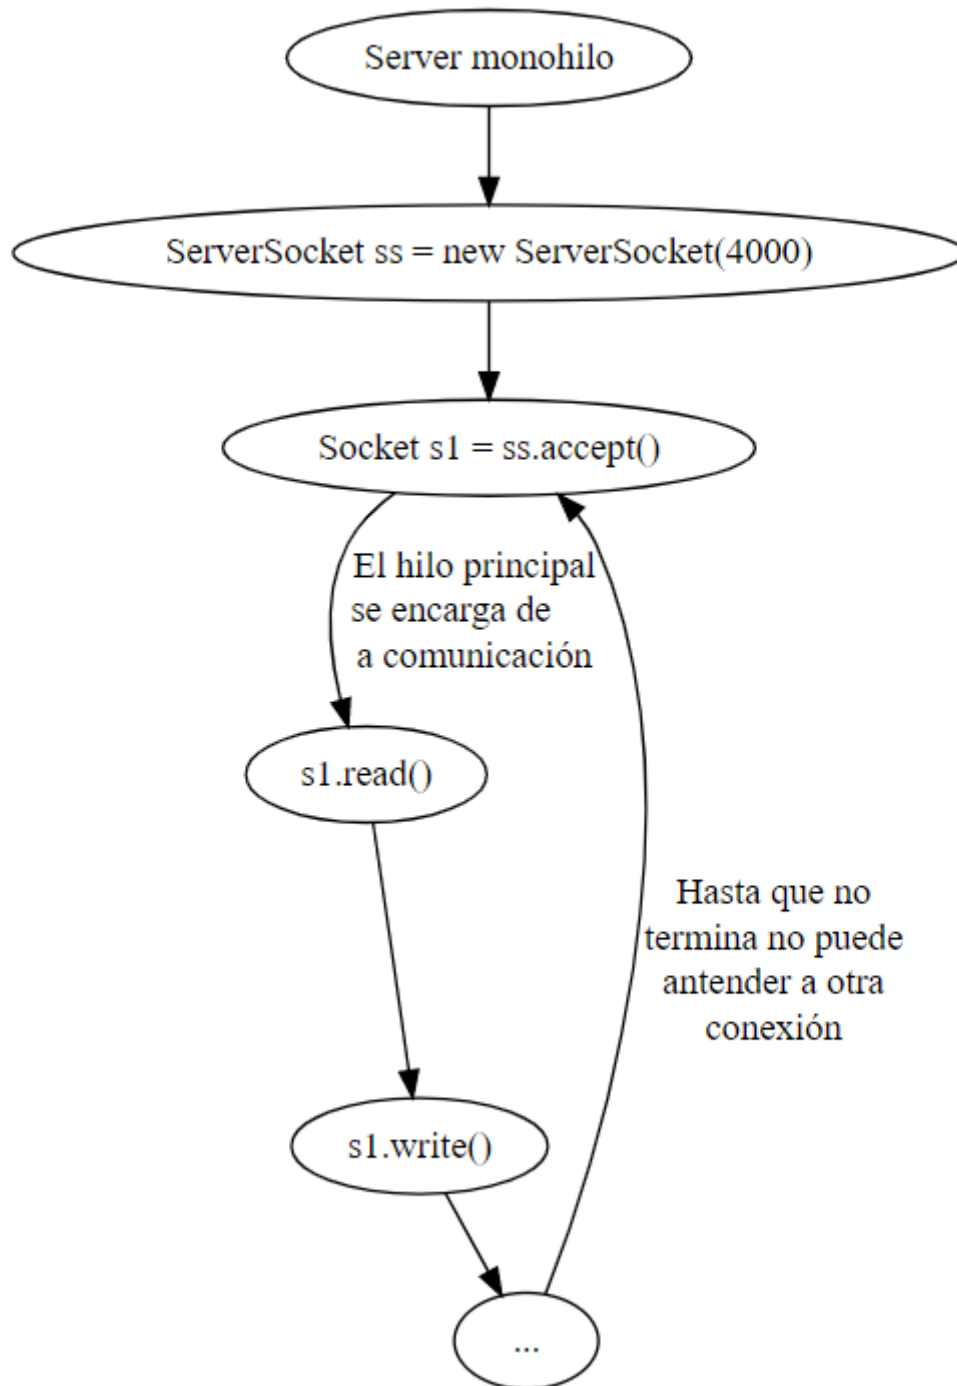 Server monohilo
ServerSocket ss = new ServerSocket(4000)
Socket s1 = ss.accept()
El hilo principal
se encarga de
a comunicación
s1.read()
Hasta que no
termina no puede
antender a otra
conexión
s1.write()
...